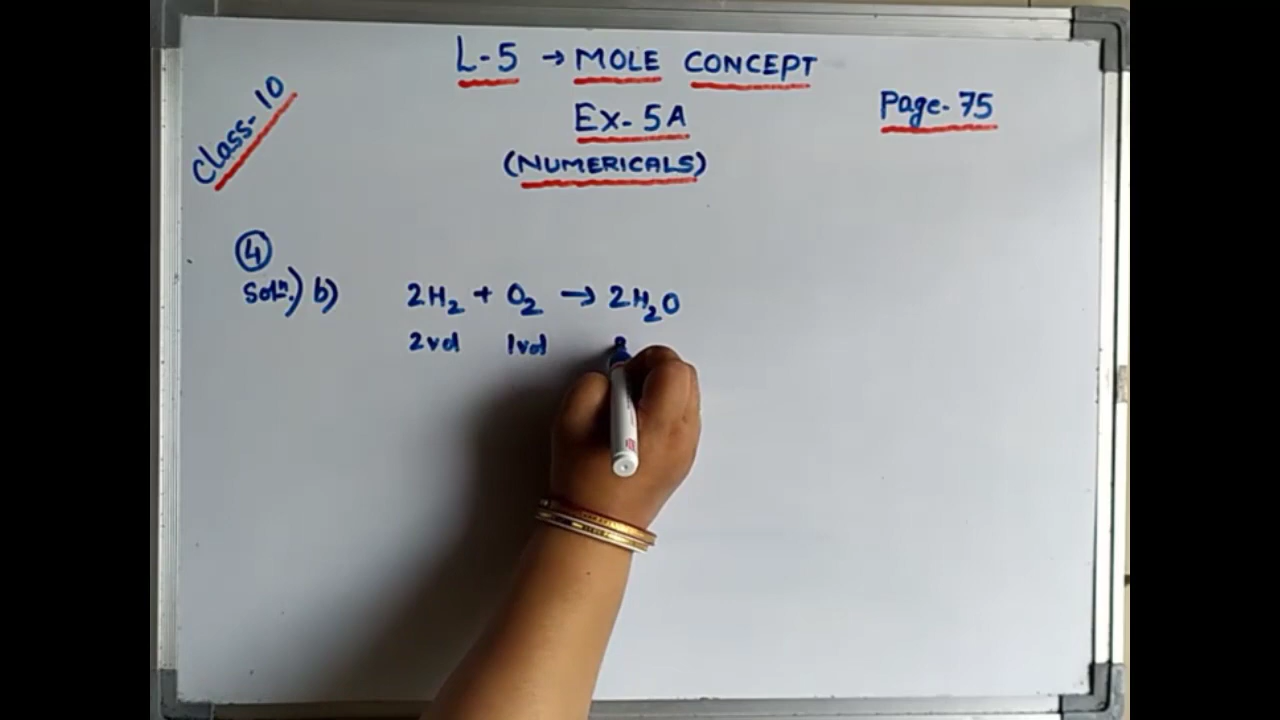 L-5 → MOLE CONCEPT
Class-10
Ex-5A
Page-75
(NUMERICALS)
4
Solⁿ.) b) 2H₂ + O₂ → 2H₂O
2vol 1vol